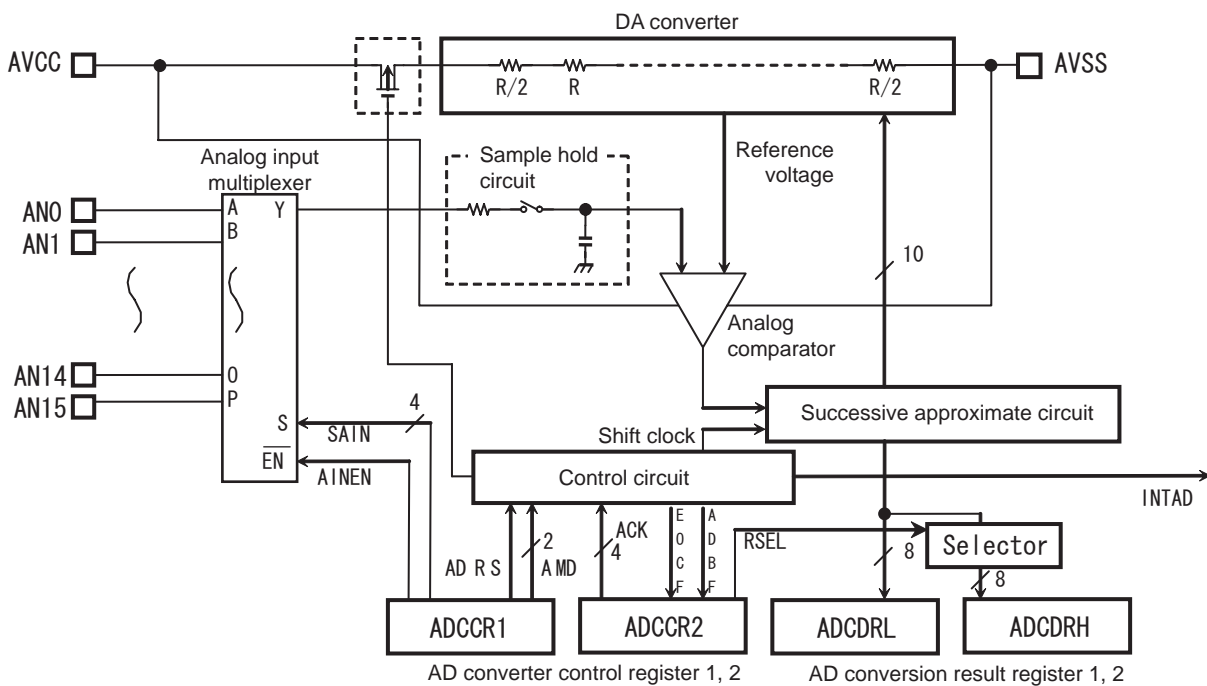 DA converter
AVCC
AVSS
R/2
R
R/2
Analog input
multiplexer
Sample hold
circuit
Reference
voltage
AN0
AN1
A
B
Y
10
Analog
comparator
AN14
AN15
O
P
S
EN
4
SAIN
AINEN
Successive approximate circuit
Shift clock
Control circuit
INTAD
ADRS
2
AMD
ACK
4
EOCF
ADBF
RSEL
8
Selector
8
ADCCR1
ADCCR2
ADCDRL
ADCDRH
AD converter control register 1, 2
AD conversion result register 1, 2